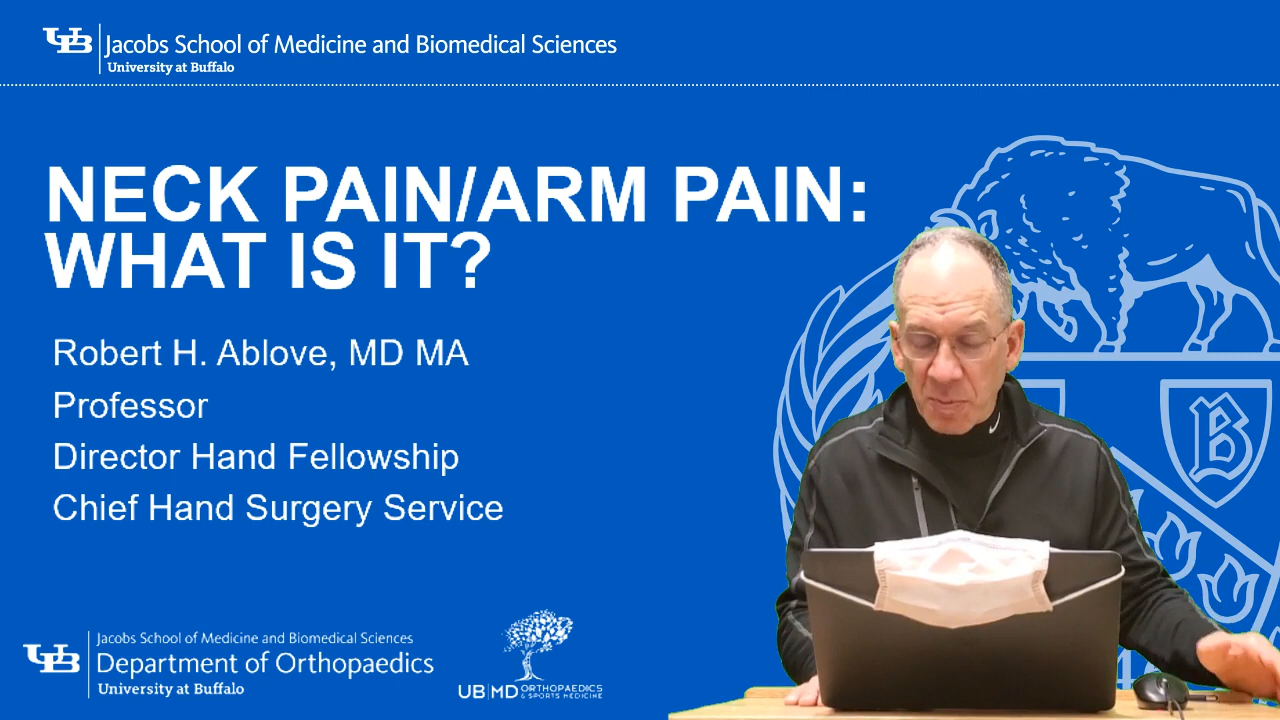 UB Jacobs School of Medicine and Biomedical Sciences
University at Buffalo
NECK PAIN/ARM PAIN:
WHAT IS IT?
Robert H. Ablove, MD MA
Professor
Director Hand Fellowship
Chief Hand Surgery Service
B
UB Jacobs School of Medicine and Biomedical Sciences
Department of Orthopaedics
University at Buffalo
UB|MD ORTHOPAEDICS
& SPORTS MEDICINE